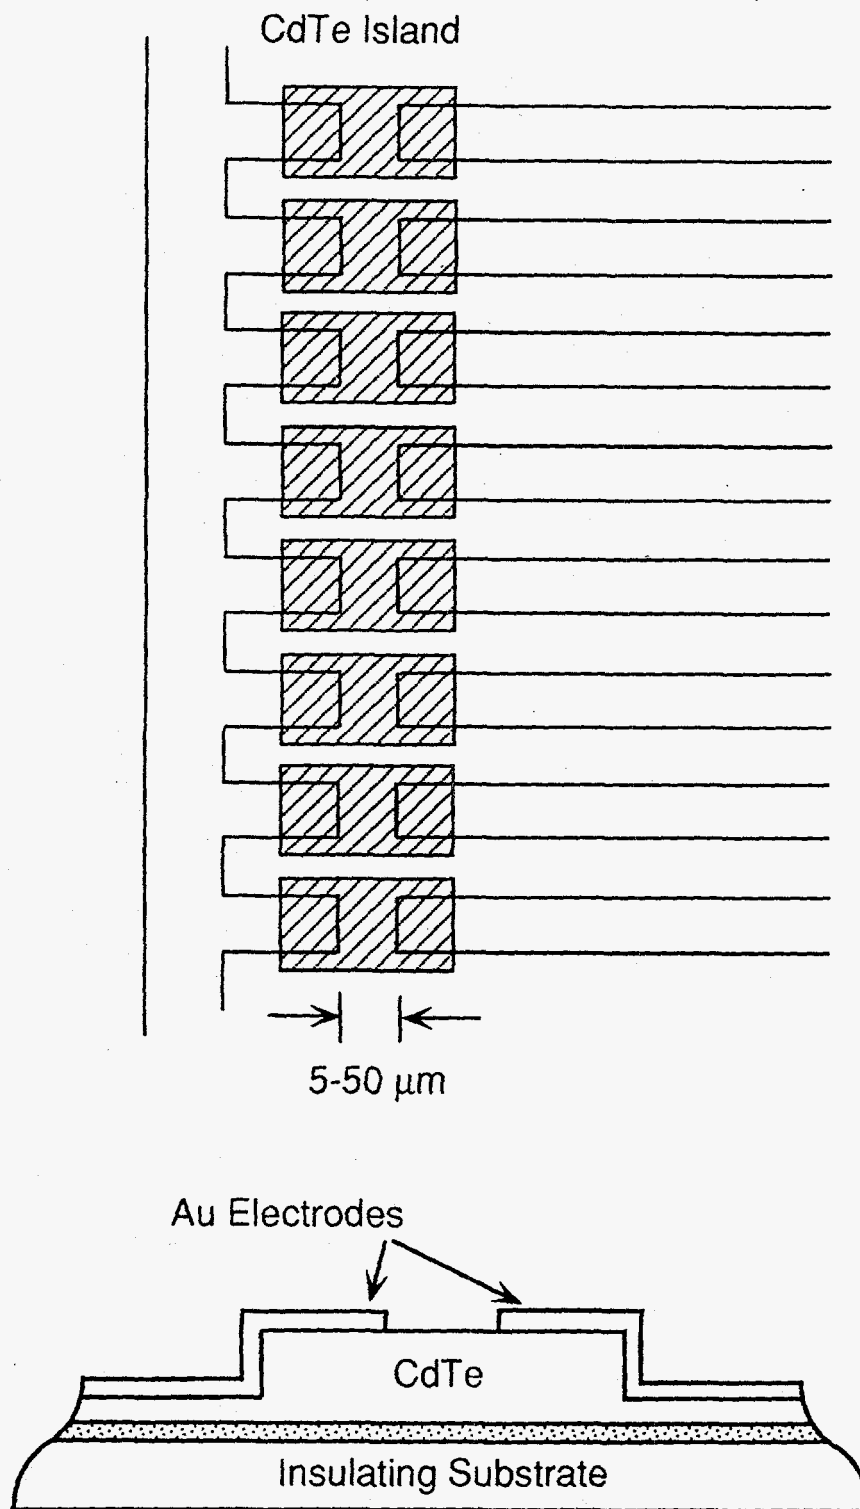 CdTe Island
5-50 μm
Au Electrodes
CdTe
Insulating Substrate